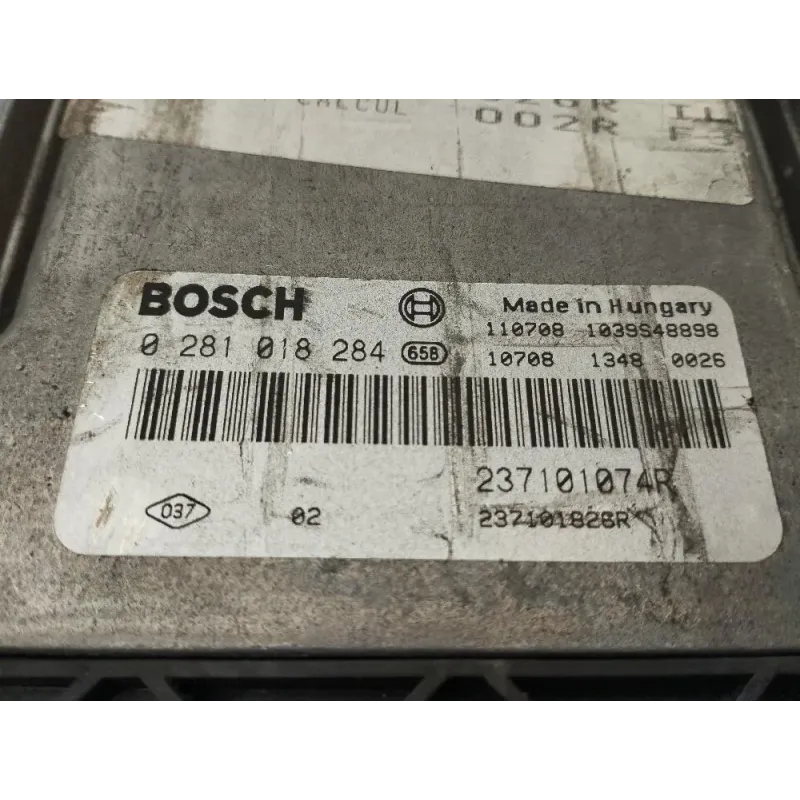 CALCUL
002R
BOSCH
Made in Hungary
110708 1039S48898
0 281 018 284 658
10708 1348 0026
237101074R
037
02
237101828R